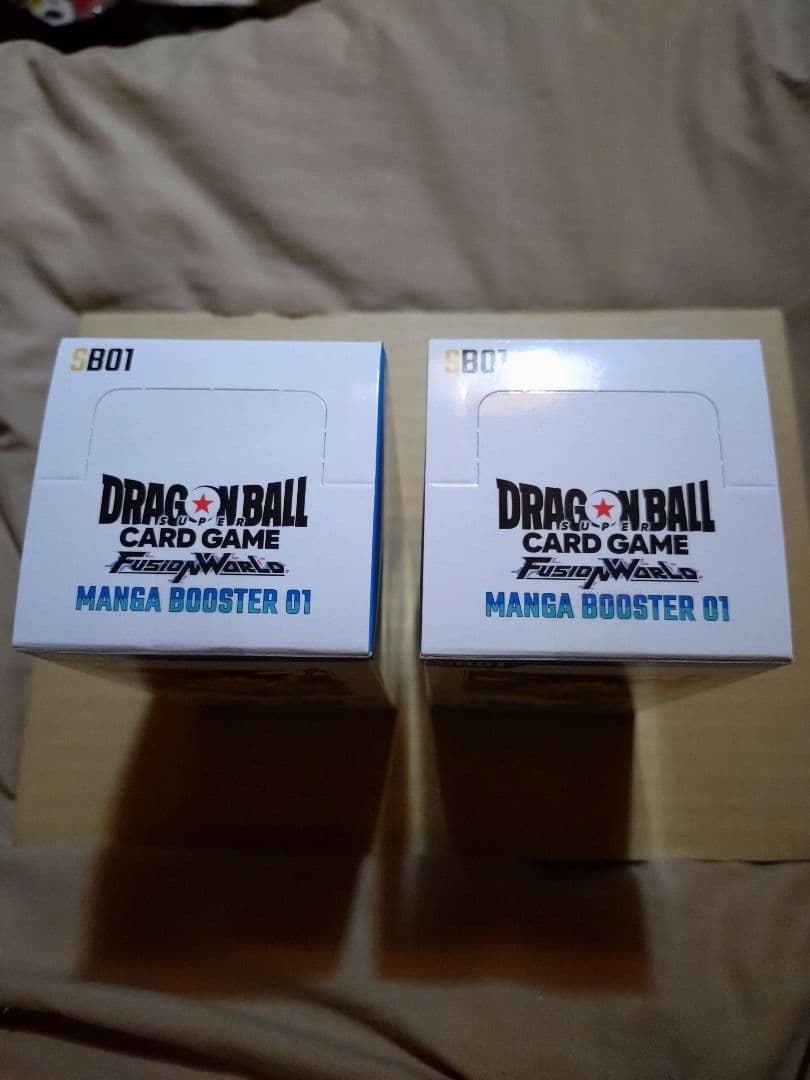 SB01
DRAGON BALL
SUPER
CARD GAME
FUSION WORLD
MANGA BOOSTER 01
SB01
DRAGON BALL
SUPER
CARD GAME
FUSION WORLD
MANGA BOOSTER 01
SB01